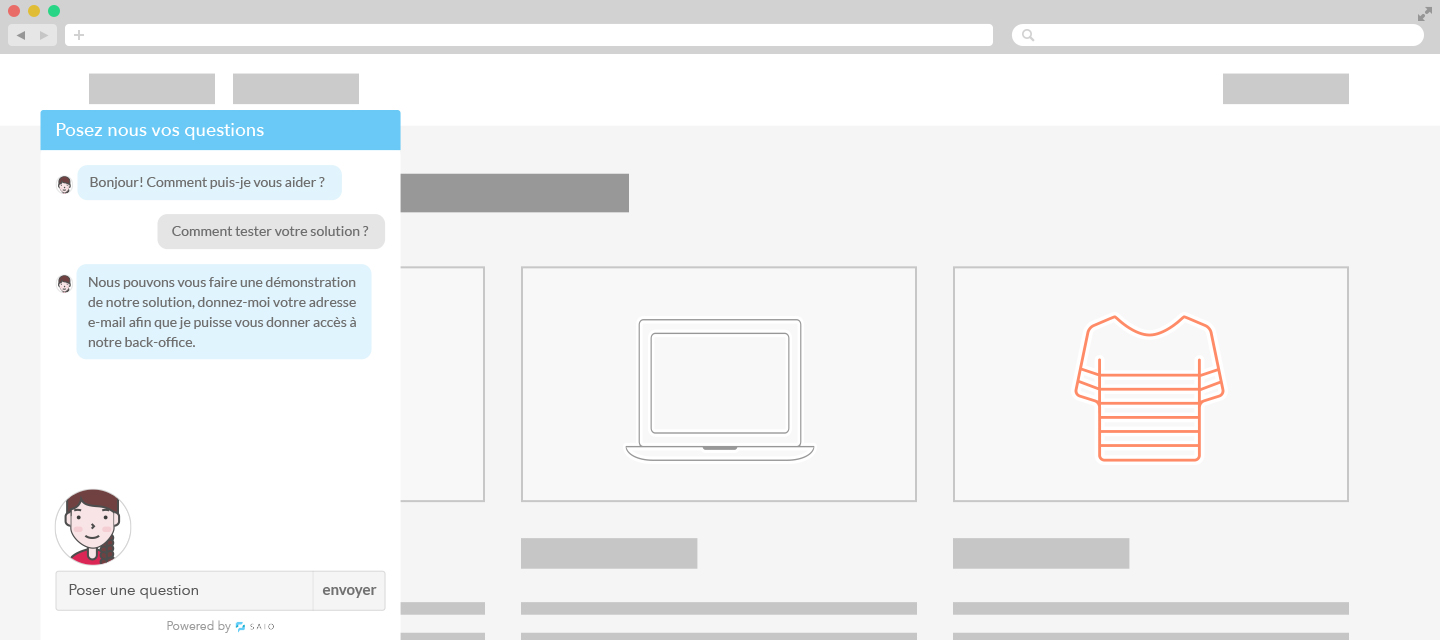 Posez nous vos questions
Bonjour! Comment puis-je vous aider ?
Comment tester votre solution ?
Nous pouvons vous faire une démonstration
de notre solution, donnez-moi votre adresse
e-mail afin que je puisse vous donner accès à
notre back-office.
Poser une question envoyer
Powered by SAIO